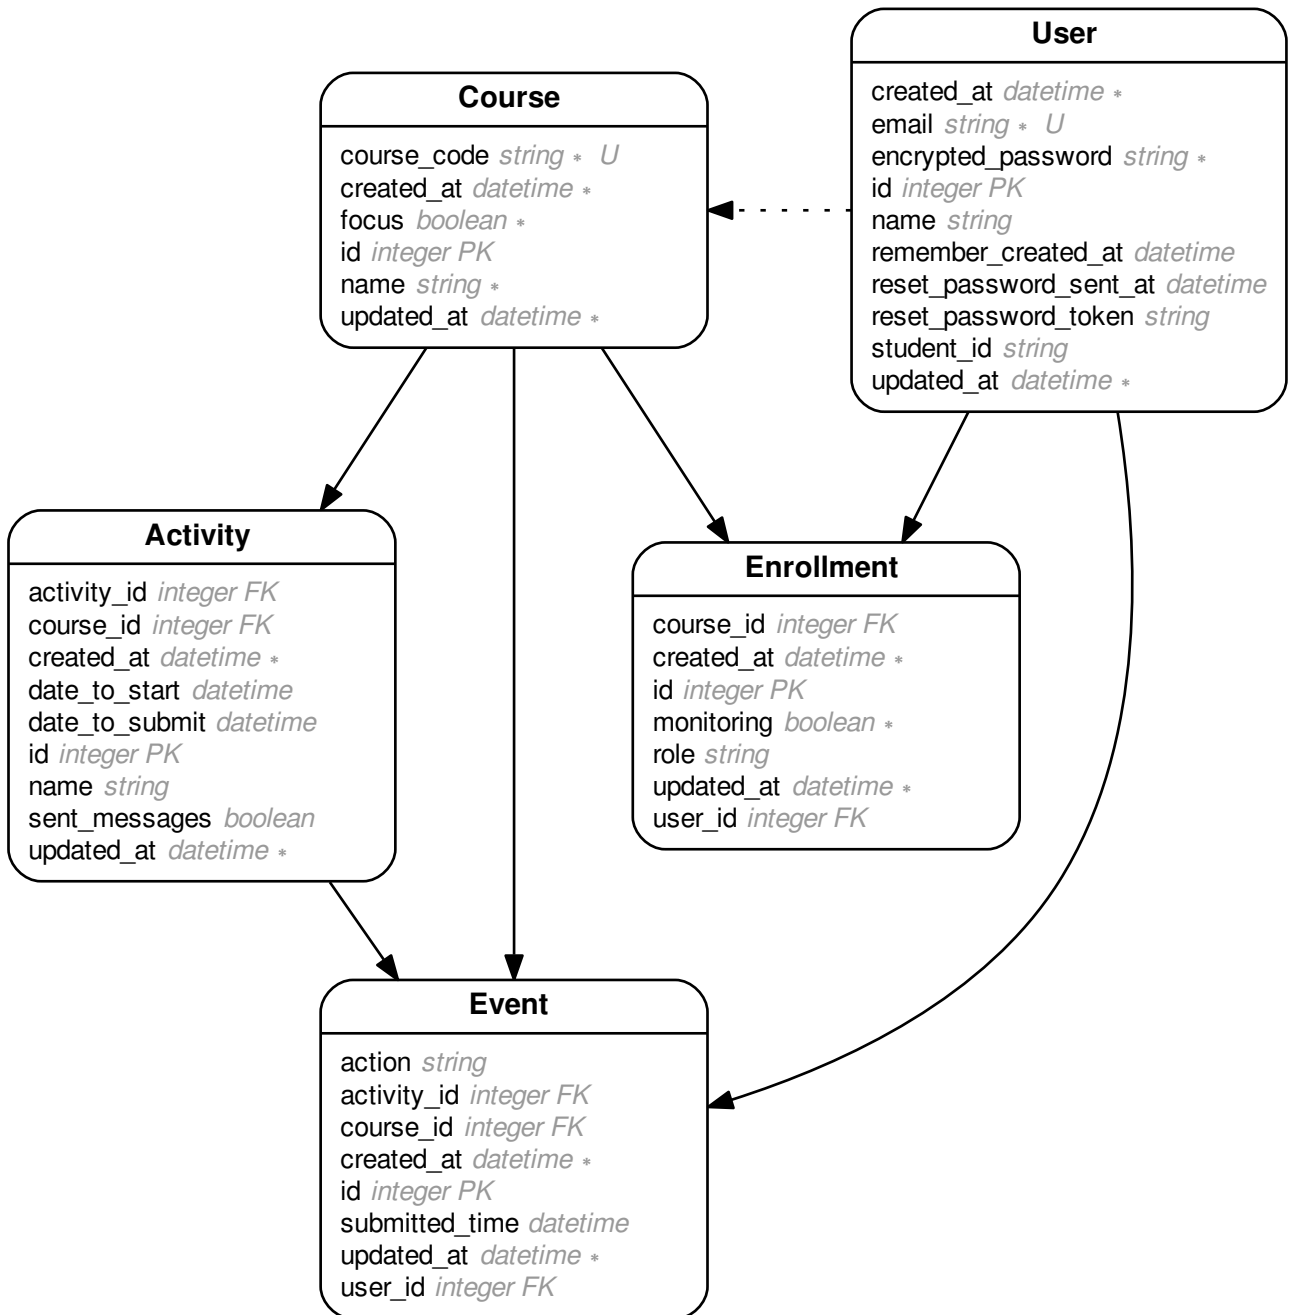 User
created_at datetime *
email string * U
encrypted_password string *
id integer PK
name string
remember_created_at datetime
reset_password_sent_at datetime
reset_password_token string
student_id string
updated_at datetime *
Course
course_code string * U
created_at datetime *
focus boolean *
id integer PK
name string *
updated_at datetime *
Activity
activity_id integer FK
course_id integer FK
created_at datetime *
date_to_start datetime
date_to_submit datetime
id integer PK
name string
sent_messages boolean
updated_at datetime *
Enrollment
course_id integer FK
created_at datetime *
id integer PK
monitoring boolean *
role string
updated_at datetime *
user_id integer FK
Event
action string
activity_id integer FK
course_id integer FK
created_at datetime *
id integer PK
submitted_time datetime
updated_at datetime *
user_id integer FK